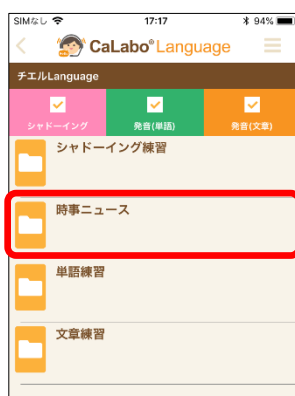 SIMなし 17:17 94%
CaLabo® Language
チエルLanguage
シャドーイング 発音(単語) 発音(文章)
シャドーイング練習
時事ニュース
単語練習
文章練習